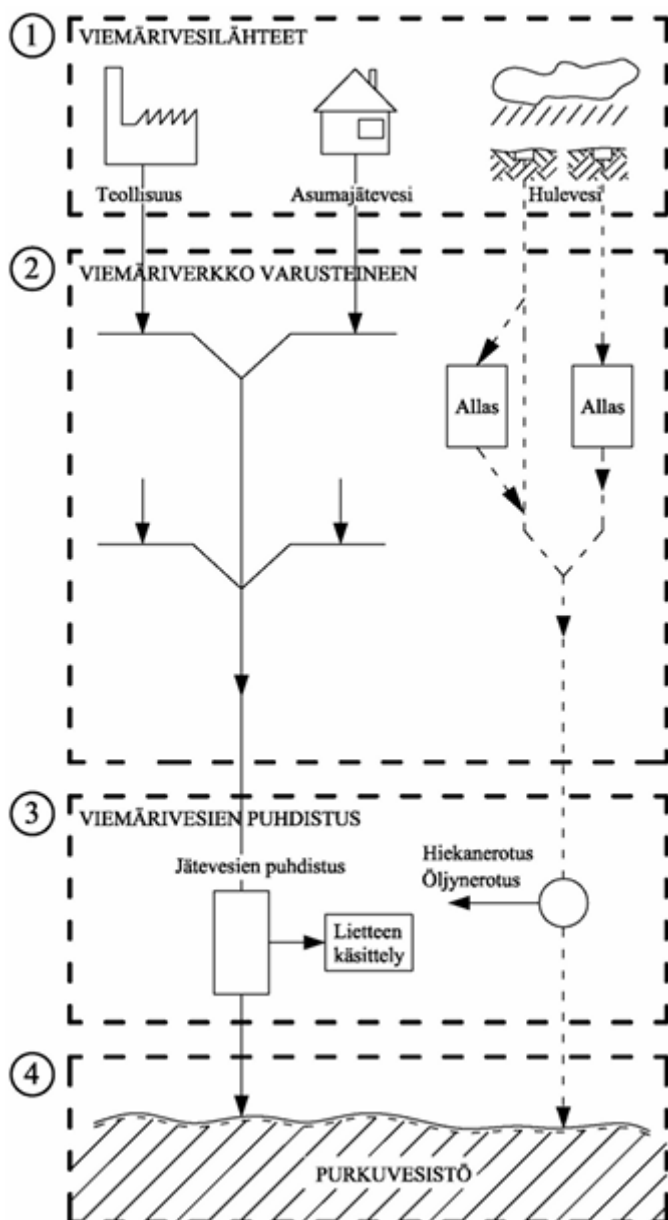 1
VIEMÄRIVESILÄHTEET
Teollisuus
Asumajätevesi
Hulevesi
2
VIEMÄRIVERKKO VARUSTEINEEN
Allas
Allas
3
VIEMÄRIVESIEN PUHDISTUS
Jätevesien puhdistus
Hiekanerotus
Öljynerotus
Lietteen
käsittely
4
PURKUVESISTÖ